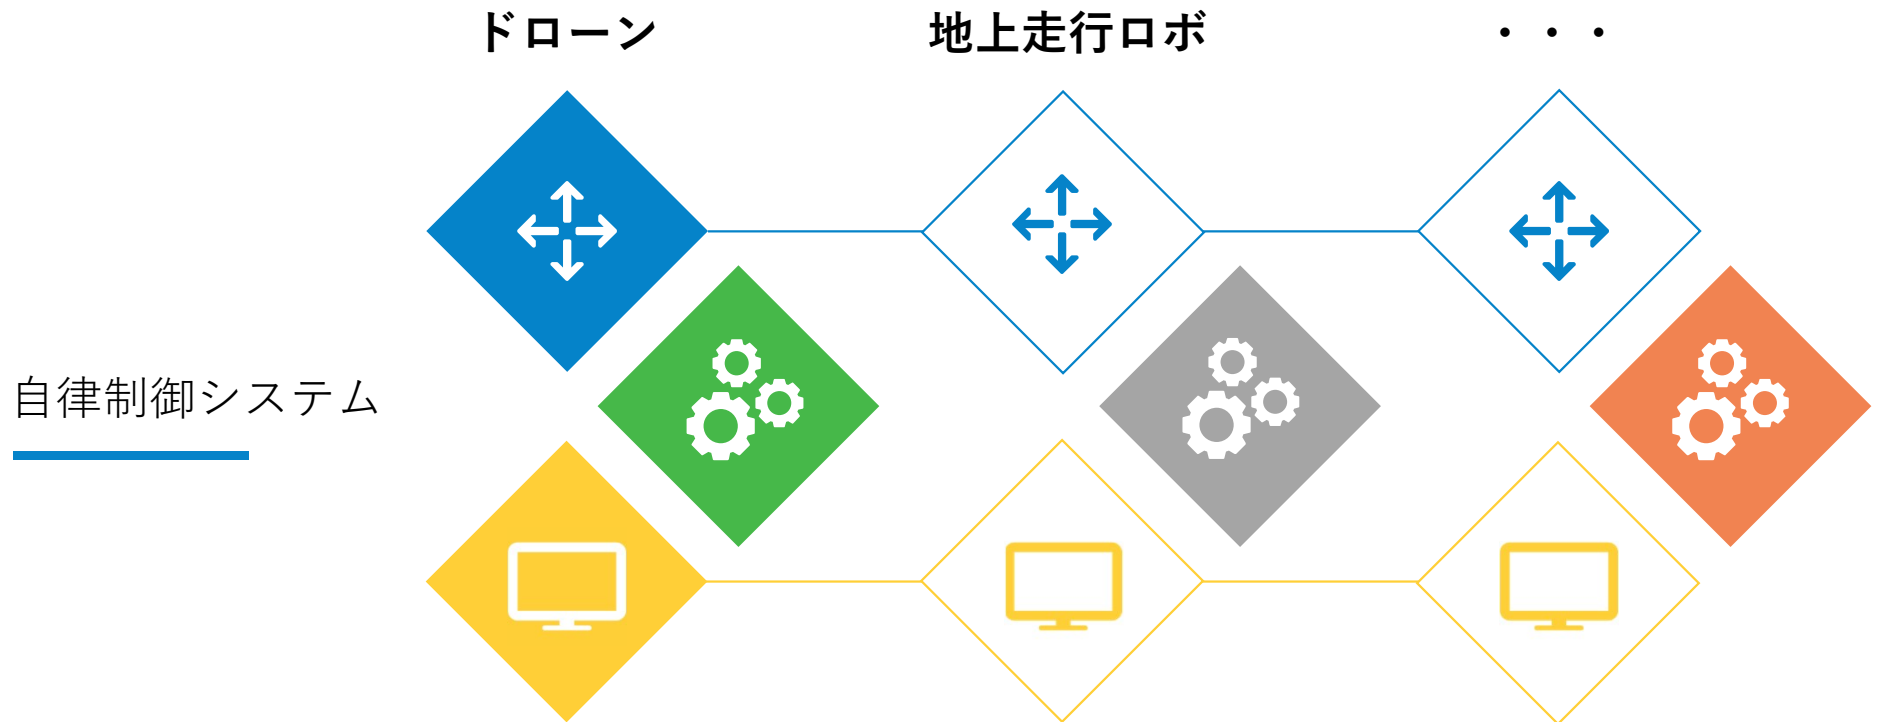 ドローン
地上走行ロボ
・・・
自律制御システム